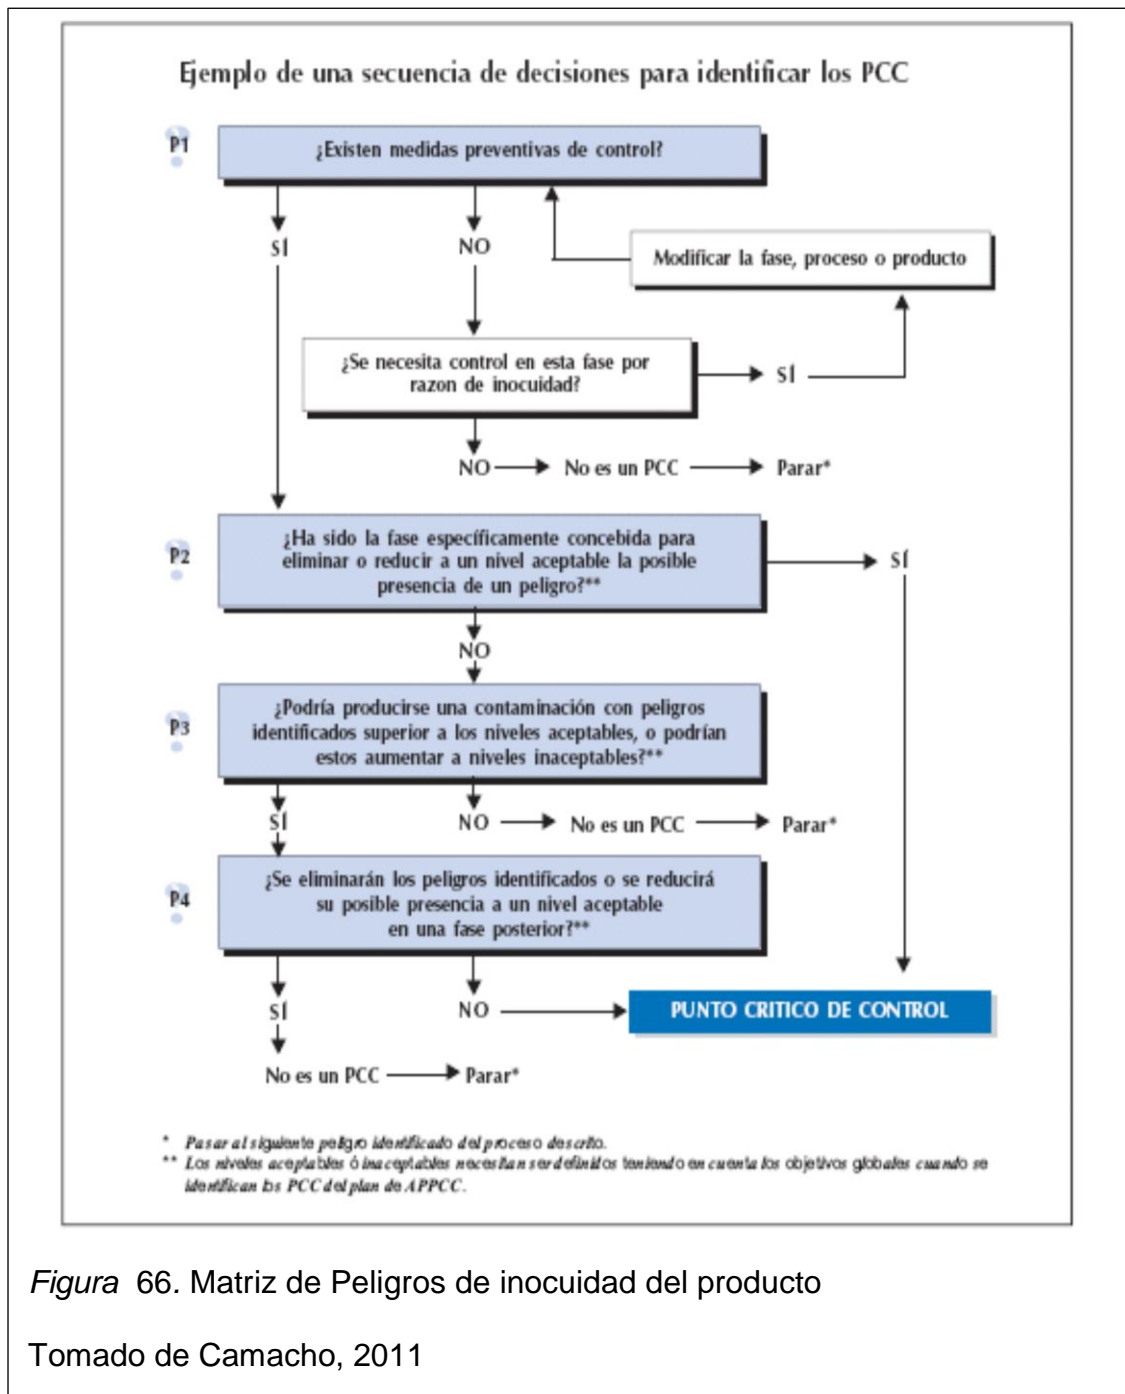 Ejemplo de una secuencia de decisiones para identificar los PCC
P1
¿Existen medidas preventivas de control?
SÍ
NO
Modificar la fase, proceso o producto
¿Se necesita control en esta fase por
razon de inocuidad?
SÍ
NO
No es un PCC
Parar*
P2
¿Ha sido la fase específicamente concebida para
eliminar o reducir a un nivel aceptable la posible
presencia de un peligro?**
SÍ
NO
P3
¿Podría producirse una contaminación con peligros
identificados superior a los niveles aceptables, o podrían
estos aumentar a niveles inaceptables?**
SÍ
NO
No es un PCC
Parar*
P4
¿Se eliminarán los peligros identificados o se reducirá
su posible presencia a un nivel aceptable
en una fase posterior?**
SÍ
NO
PUNTO CRITICO DE CONTROL
No es un PCC
Parar*
* Pasar al siguiente peligro identificado del proceso descrito.
** Los niveles aceptables ó inaceptables necesitan ser definidos teniendo en cuenta los objetivos globales cuando se
identifican los PCC del plan de APPCC.
Figura 66. Matriz de Peligros de inocuidad del producto
Tomado de Camacho, 2011